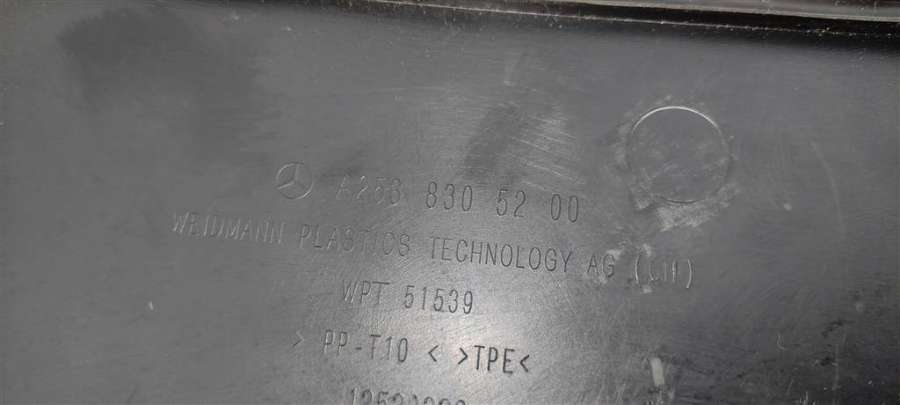 A253 830 52 00
WEIDMANN PLASTICS TECHNOLOGY AG (CH)
WPT 51539
> PP-T10 < >TPE<